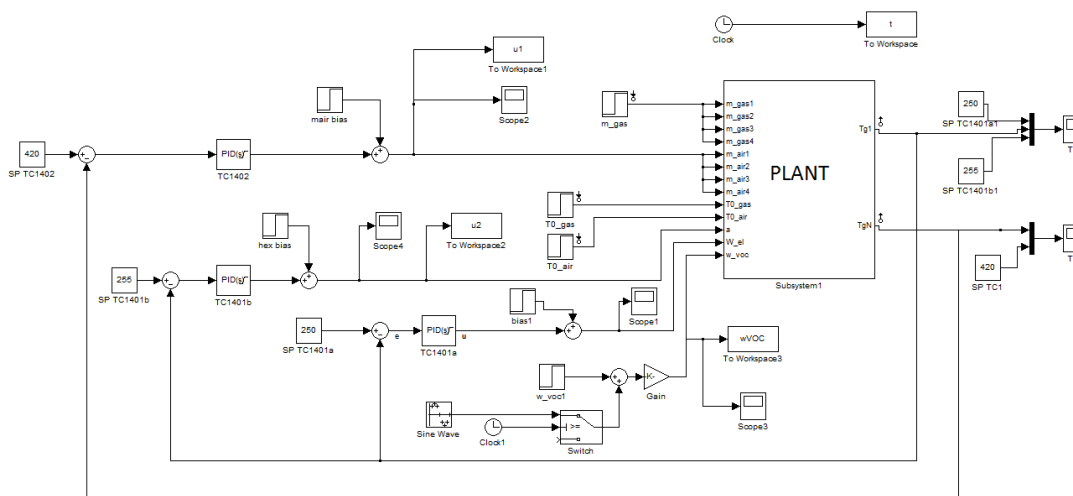 t
Clock
To Workspace
u1
To Workspace1
mair bias
Scope2
m_gas
m_gas1
m_gas2
m_gas3
m_gas4
m_air1
m_air2
m_air3
m_air4
T0_gas
T0_air
a
W_el
w_voc
PLANT
Tg1
TgN
Subsystem1
250
SP TC1401a1
255
SP TC1401b1
420
SP TC1
420
SP TC1402
PID(s)
TC1402
T0_gas
T0_air
hex bias
Scope4
u2
To Workspace2
255
SP TC1401b
PID(s)
TC1401b
bias1
Scope1
250
SP TC1401a
e
PID(s)
TC1401a
u
wVOC
To Workspace3
w_voc1
K-
Gain
Scope3
Sine Wave
Clock1
>=
Switch